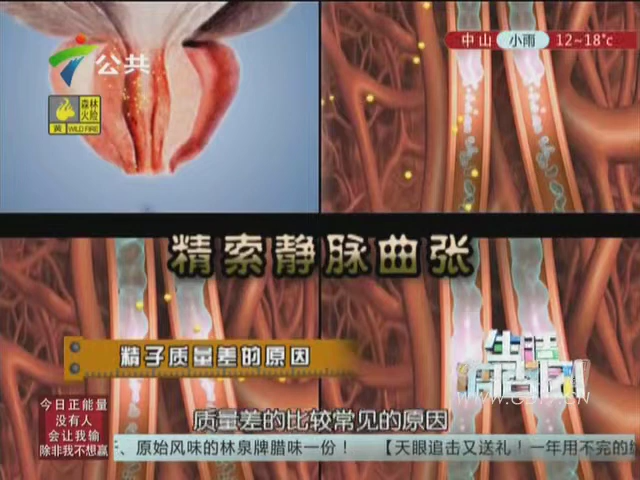 公共
中山 小雨 12~18℃
森林
火险
黄 WILD FIRE
精索静脉曲张
精子质量差的原因
生活
质量差的比较常见的原因
今日正能量
没有人
会让我输
除非我不想赢
、原始风味的林泉牌腊味一份！ 【天眼追击又送礼！一年用不完的